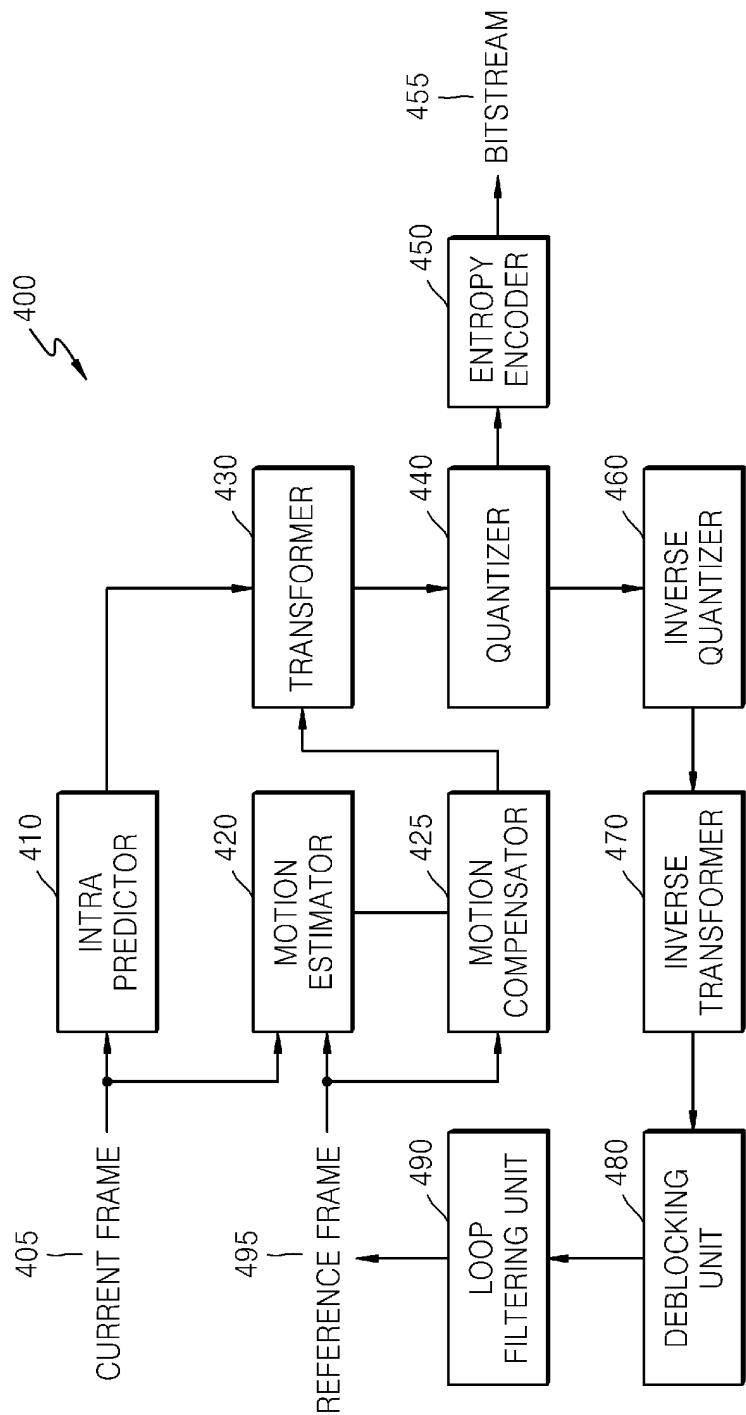 400
405
CURRENT FRAME
410
INTRA
PREDICTOR
430
TRANSFORMER
495
REFERENCE FRAME
420
MOTION
ESTIMATOR
440
QUANTIZER
450
ENTROPY
ENCODER
455
BITSTREAM
490
LOOP
FILTERING UNIT
425
MOTION
COMPENSATOR
480
DEBLOCKING
UNIT
470
INVERSE
TRANSFORMER
460
INVERSE
QUANTIZER